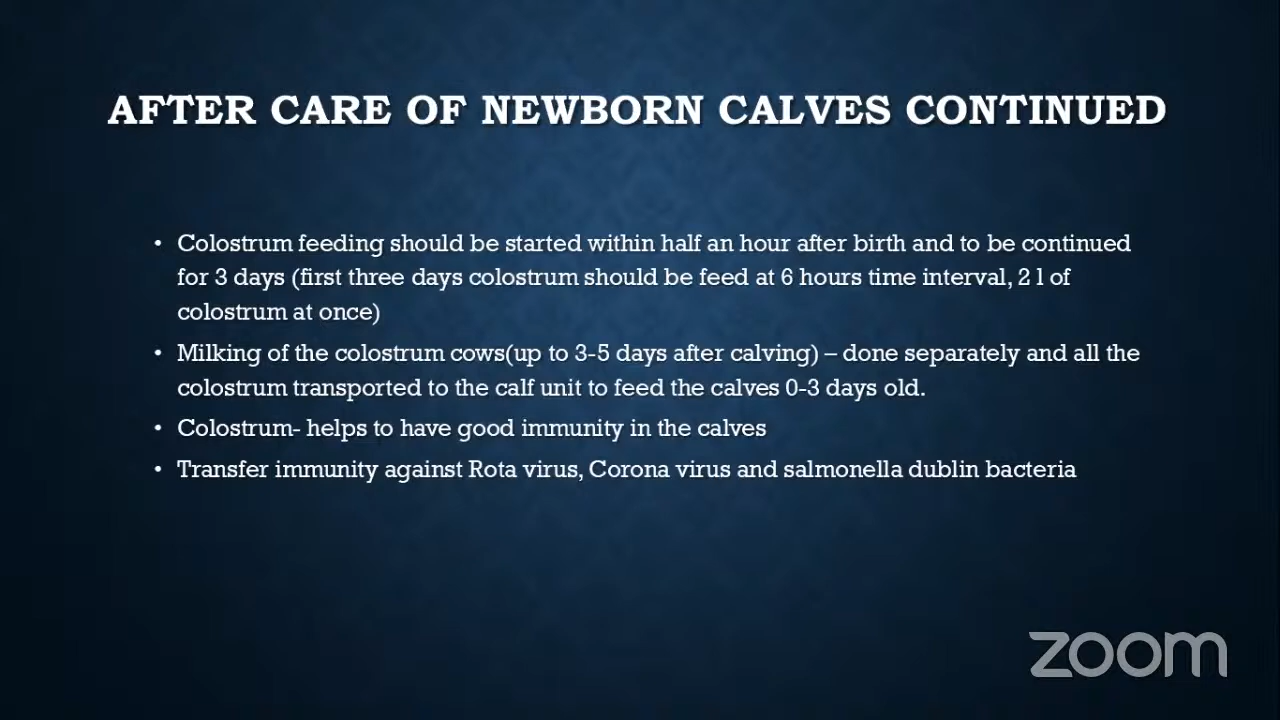 AFTER CARE OF NEWBORN CALVES CONTINUED
• Colostrum feeding should be started within half an hour after birth and to be continued
for 3 days (first three days colostrum should be feed at 6 hours time interval, 2 l of
colostrum at once)
• Milking of the colostrum cows(up to 3-5 days after calving) – done separately and all the
colostrum transported to the calf unit to feed the calves 0-3 days old.
• Colostrum- helps to have good immunity in the calves
• Transfer immunity against Rota virus, Corona virus and salmonella dublin bacteria
zoom